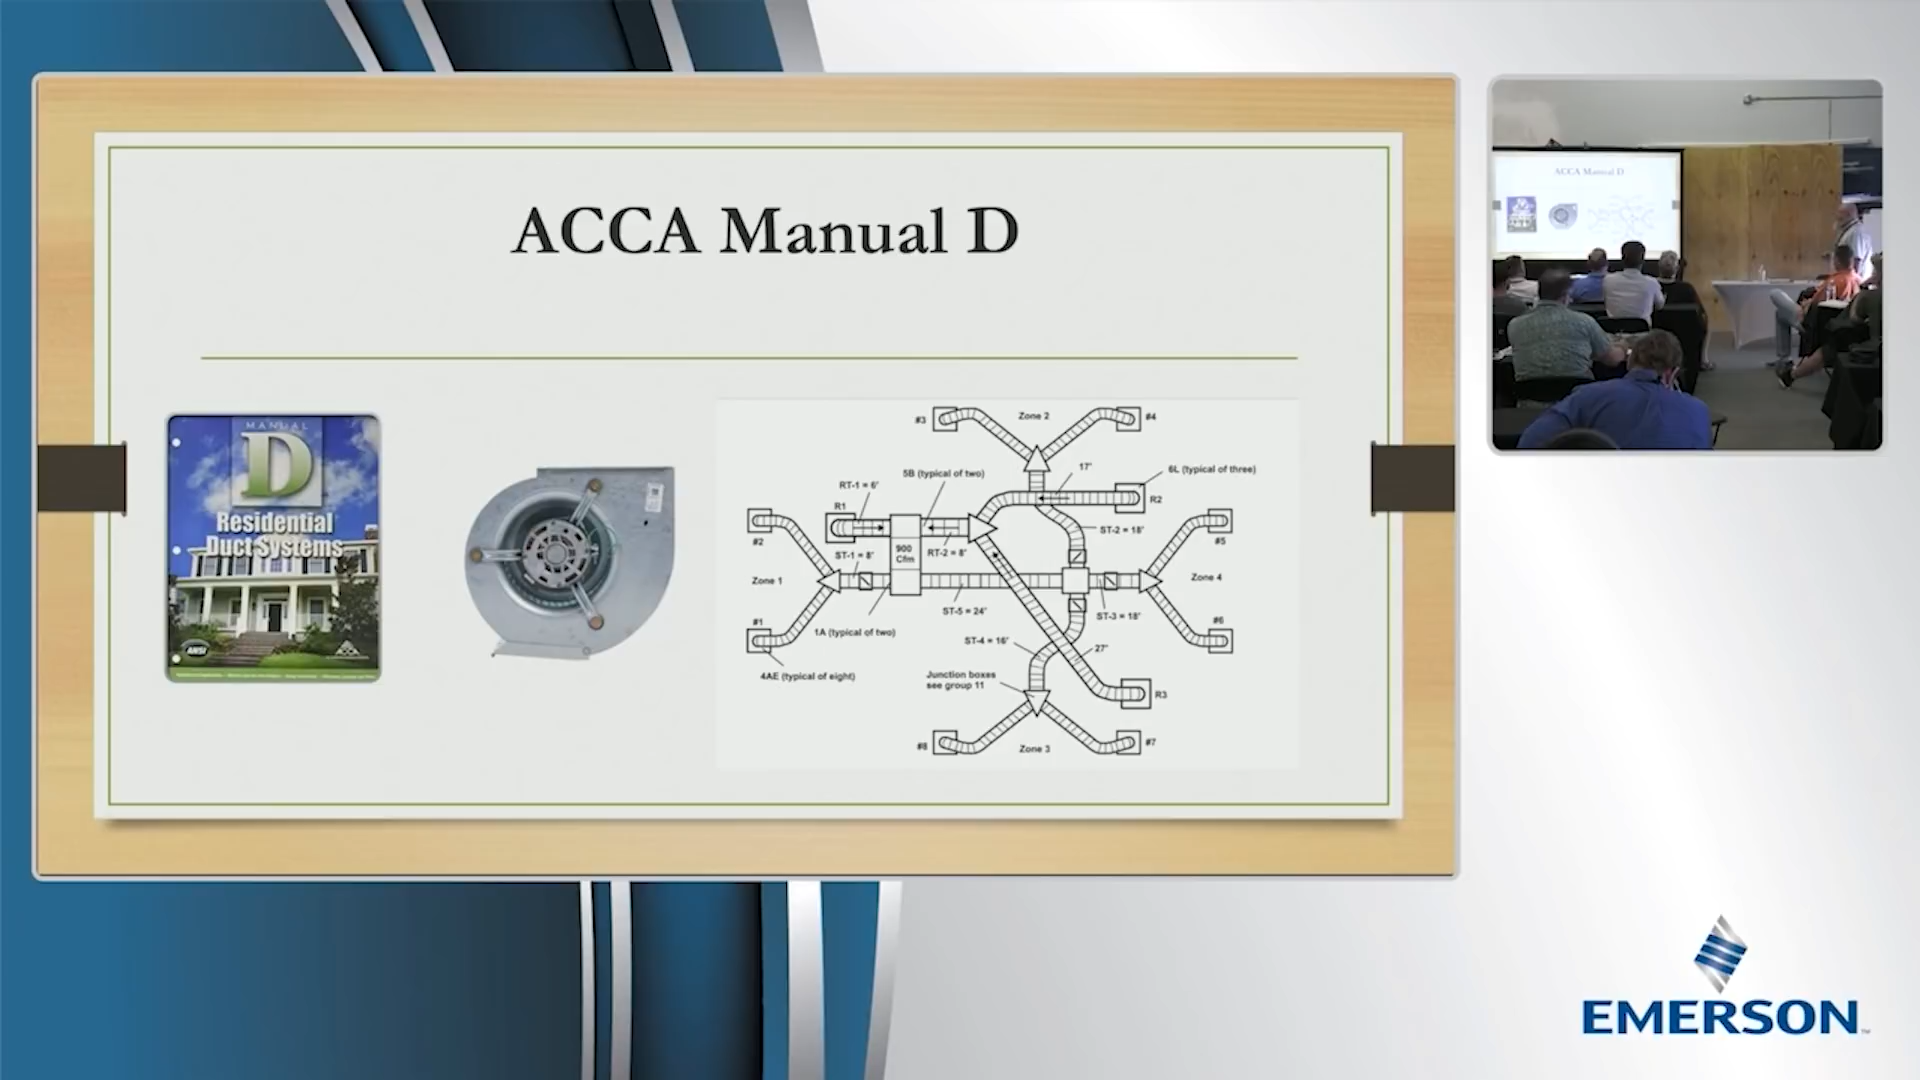 ACCA Manual D
MANUAL
D
Residential
Duct Systems
ANSI
#3
Zone 2
#4
5B (typical of two)
17'
6L (typical of three)
RT-1 = 6'
R1
R2
#2
ST-2 = 18'
#5
900
Cfm
ST-1 = 8'
RT-2 = 8'
Zone 1
Zone 4
ST-5 = 24'
ST-3 = 18'
#1
1A (typical of two)
ST-4 = 16'
27'
#6
4AE (typical of eight)
Junction boxes
see group 11
R3
#8
Zone 3
#7
ACCA Manual D
EMERSON